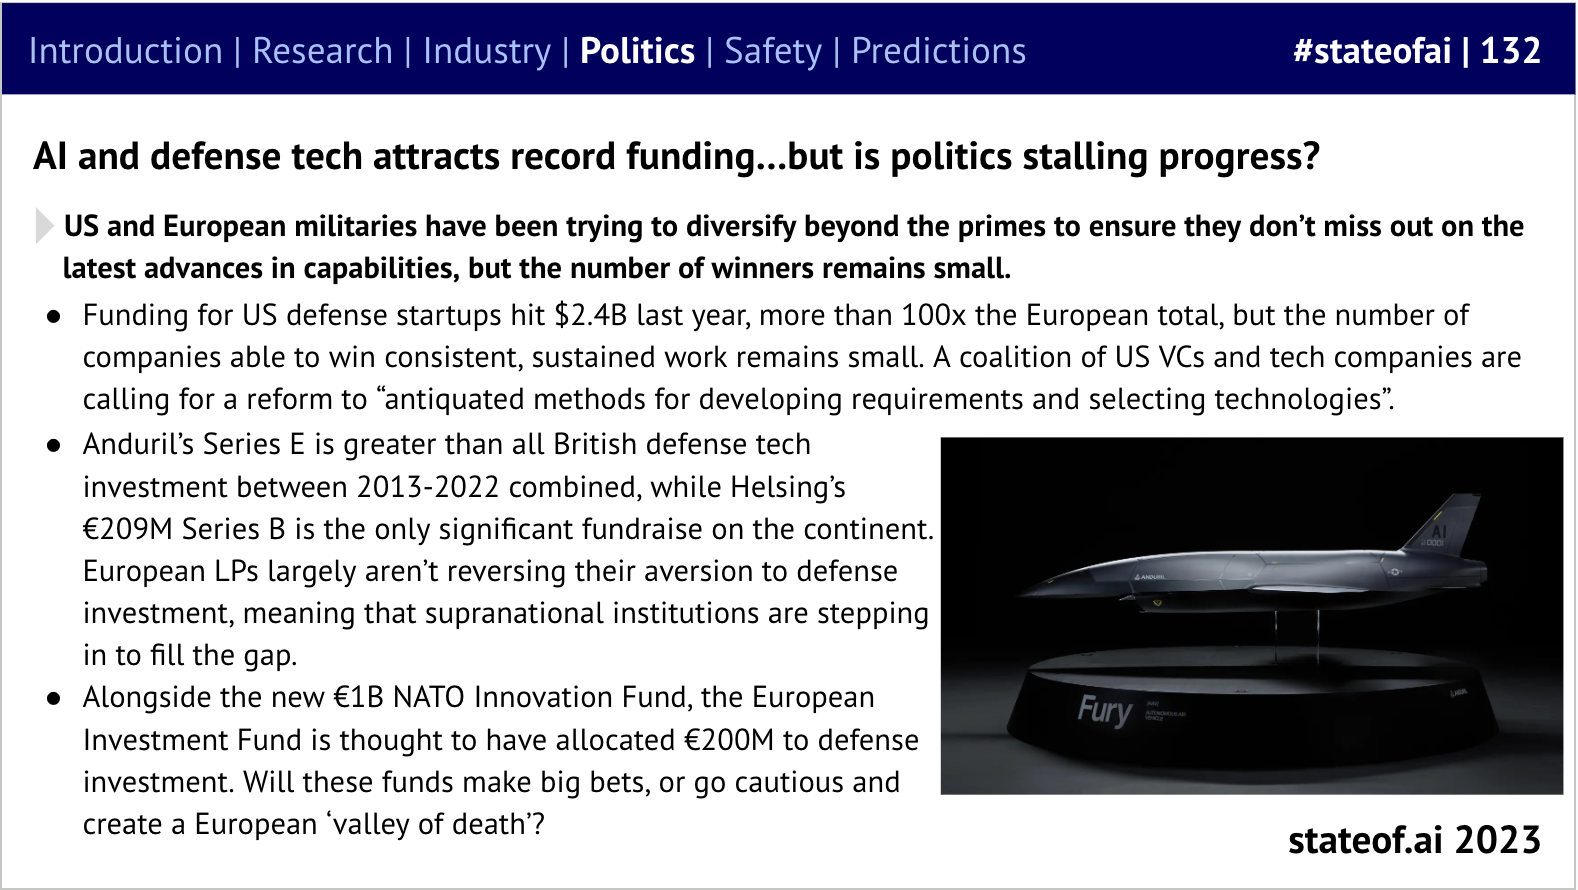 Introduction | Research | Industry | Politics | Safety | Predictions
#stateofai | 132
AI and defense tech attracts record funding...but is politics stalling progress?
US and European militaries have been trying to diversify beyond the primes to ensure they don’t miss out on the
latest advances in capabilities, but the number of winners remains small.
● Funding for US defense startups hit $2.4B last year, more than 100x the European total, but the number of
companies able to win consistent, sustained work remains small. A coalition of US VCs and tech companies are
calling for a reform to “antiquated methods for developing requirements and selecting technologies”.
● Anduril’s Series E is greater than all British defense tech
investment between 2013-2022 combined, while Helsing’s
€209M Series B is the only significant fundraise on the continent.
European LPs largely aren’t reversing their aversion to defense
investment, meaning that supranational institutions are stepping
in to fill the gap.
● Alongside the new €1B NATO Innovation Fund, the European
Investment Fund is thought to have allocated €200M to defense
investment. Will these funds make big bets, or go cautious and
create a European ‘valley of death’?
AI
ANDURIL
Fury
AUTONOMOUS AIR
VEHICLE
stateof.ai 2023